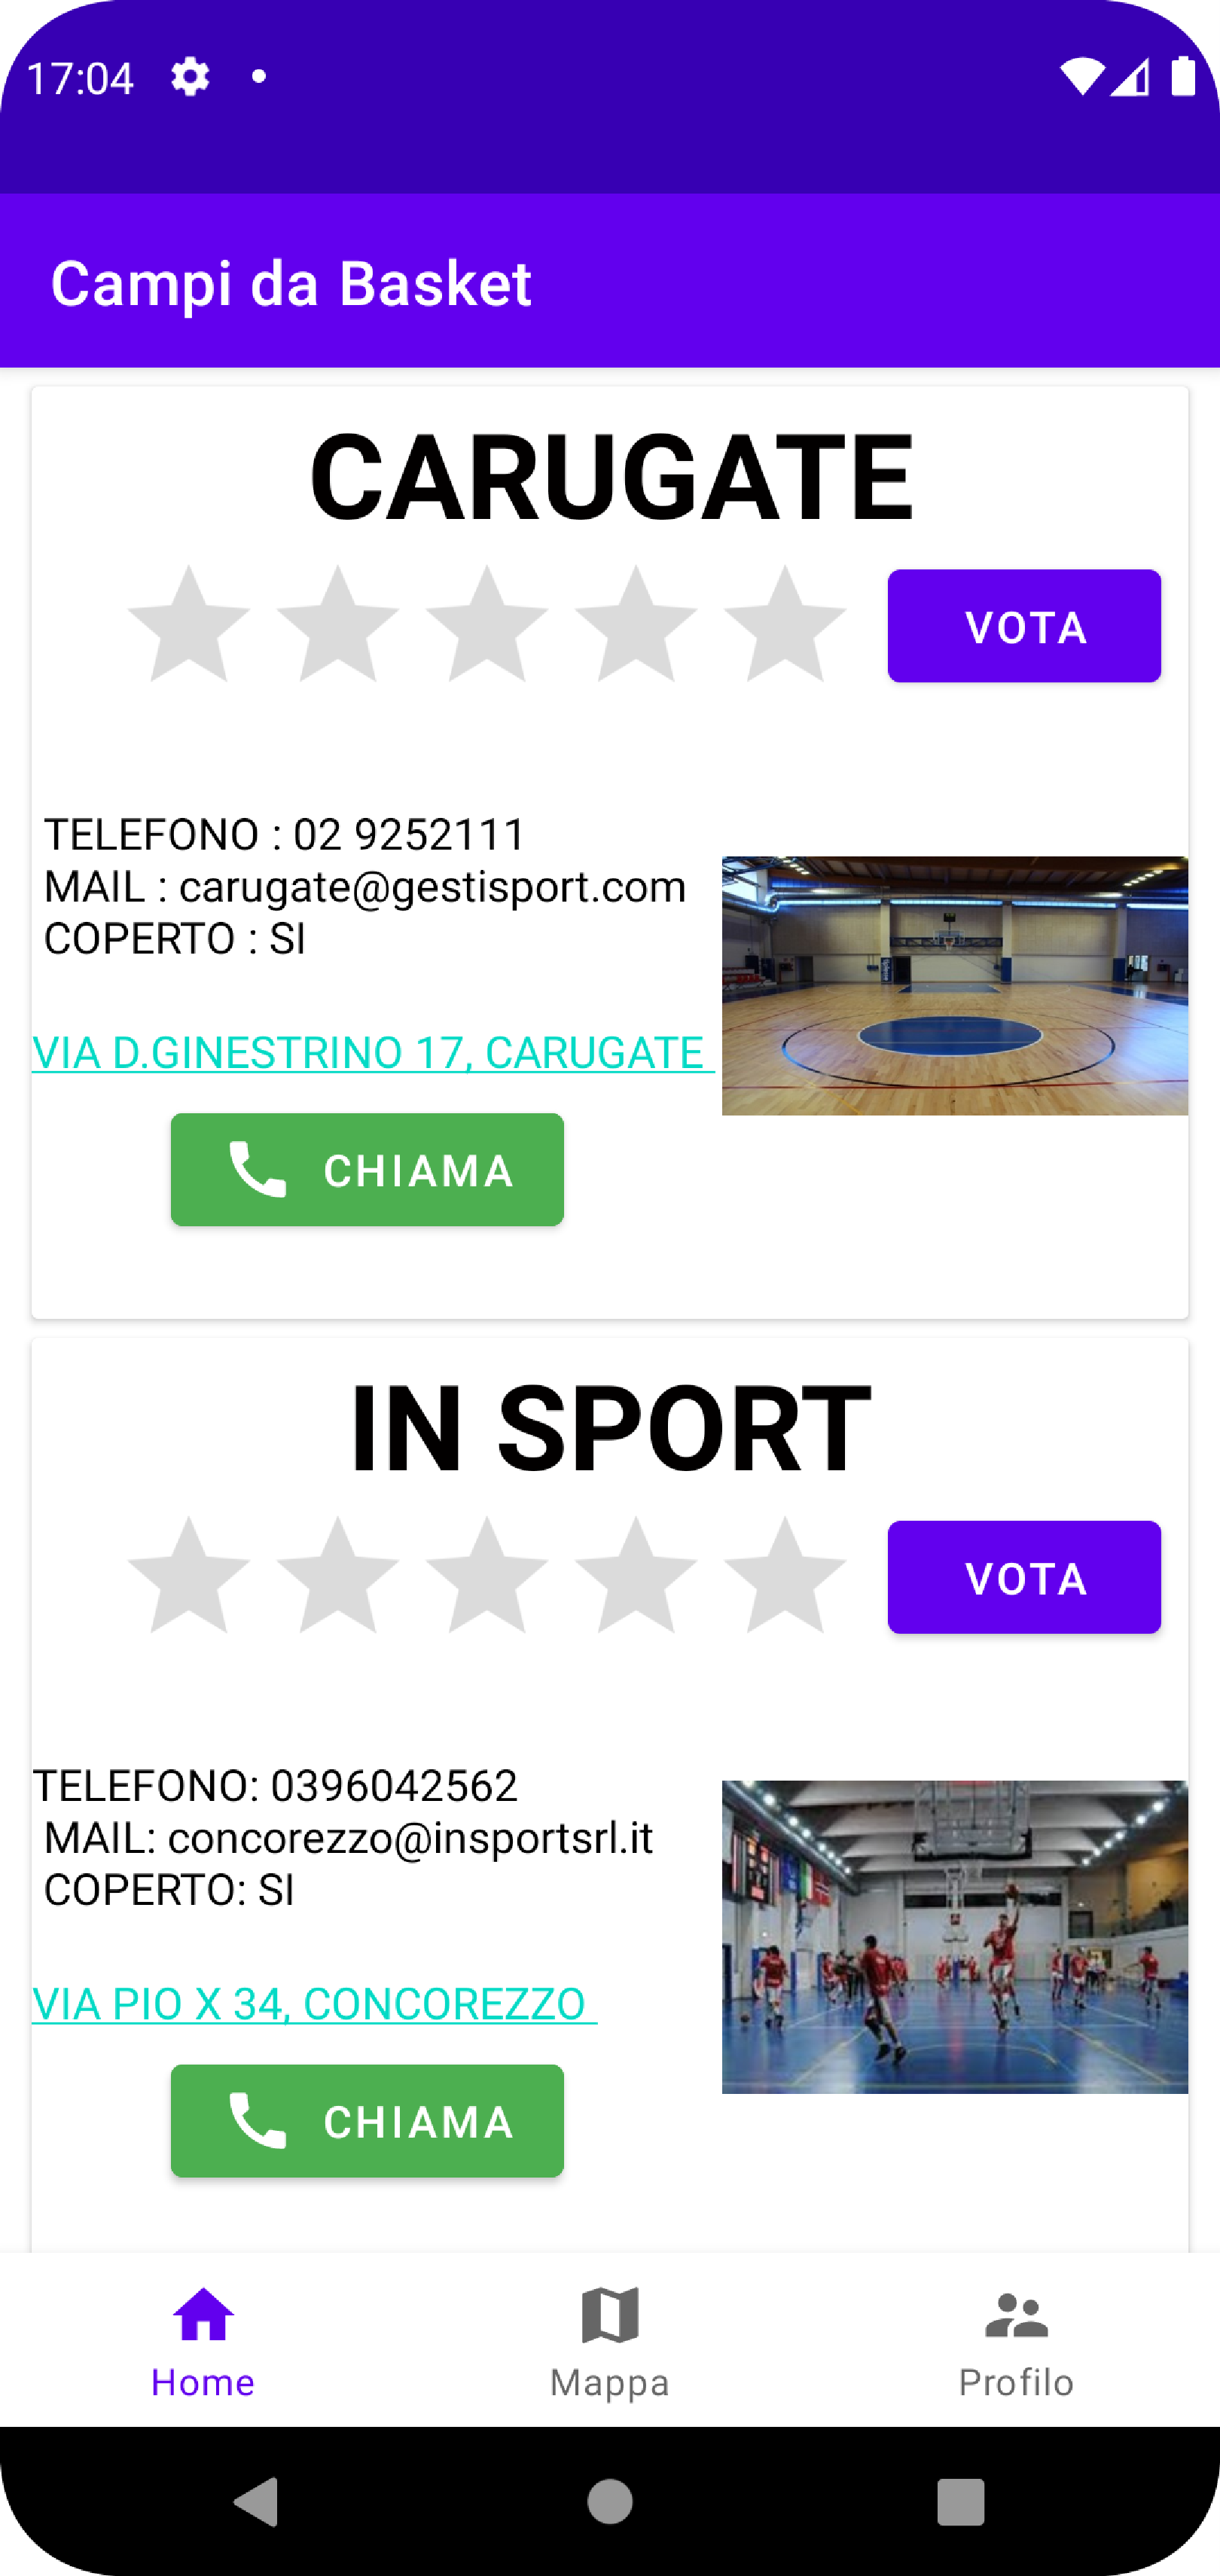 17:04
Campi da Basket
CARUGATE
VOTA
TELEFONO : 02 9252111
MAIL : carugate@gestisport.com
COPERTO : SI
VIA D.GINESTRINO 17, CARUGATE
CHIAMA
IN SPORT
VOTA
TELEFONO: 0396042562
MAIL: concorezzo@insportsrl.it
COPERTO: SI
VIA PIO X 34, CONCOREZZO
CHIAMA
Home
Mappa
Profilo